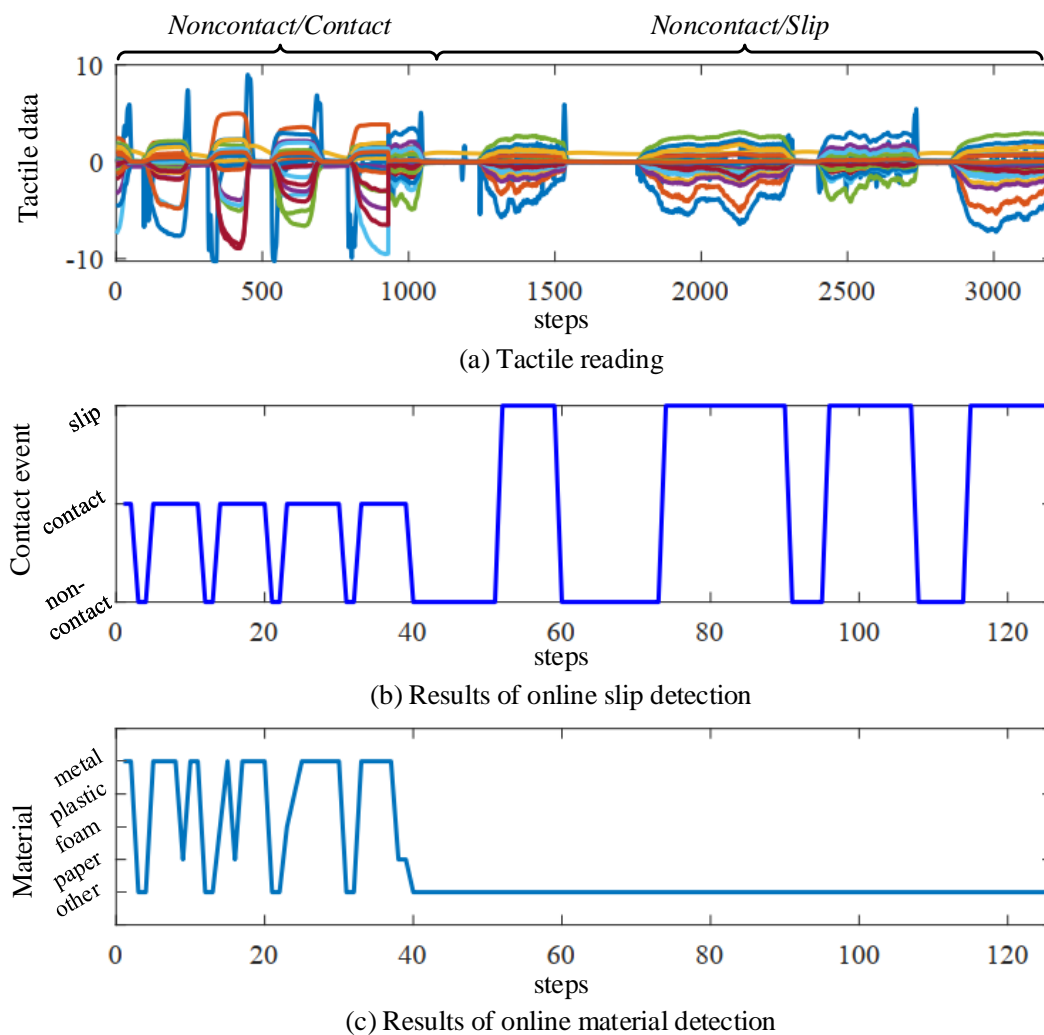 Noncontact/Contact Noncontact/Slip
10
0
-10
Tactile data
0 500 1000 1500 2000 2500 3000
steps
(a) Tactile reading
slip
contact
non-
contact
Contact event
0 20 40 60 80 100 120
steps
(b) Results of online slip detection
metal
plastic
foam
paper
other
Material
0 20 40 60 80 100 120
steps
(c) Results of online material detection